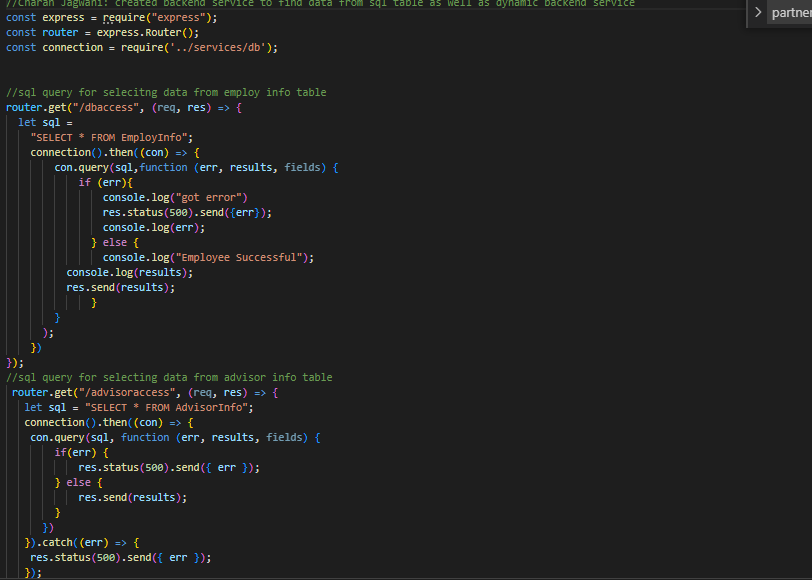 //Charan Jagwani: created backend service to find data from sql table as well as dynamic backend service
const express = require("express");
const router = express.Router();
const connection = require('../services/db');
//sql query for selecitng data from employ info table
router.get("/dbaccess", (req, res) => {
let sql =
"SELECT * FROM EmployInfo";
connection().then((con) => {
con.query(sql,function (err, results, fields) {
if (err){
console.log("got error")
res.status(500).send({err});
console.log(err);
} else {
console.log("Employee Successful");
console.log(results);
res.send(results);
}
}
);
})
});
//sql query for selecting data from advisor info table
router.get("/advisoraccess", (req, res) => {
let sql = "SELECT * FROM AdvisorInfo";
connection().then((con) => {
con.query(sql, function (err, results, fields) {
if(err) {
res.status(500).send({ err });
} else {
res.send(results);
}
})
}).catch((err) => {
res.status(500).send({ err });
});
> partner